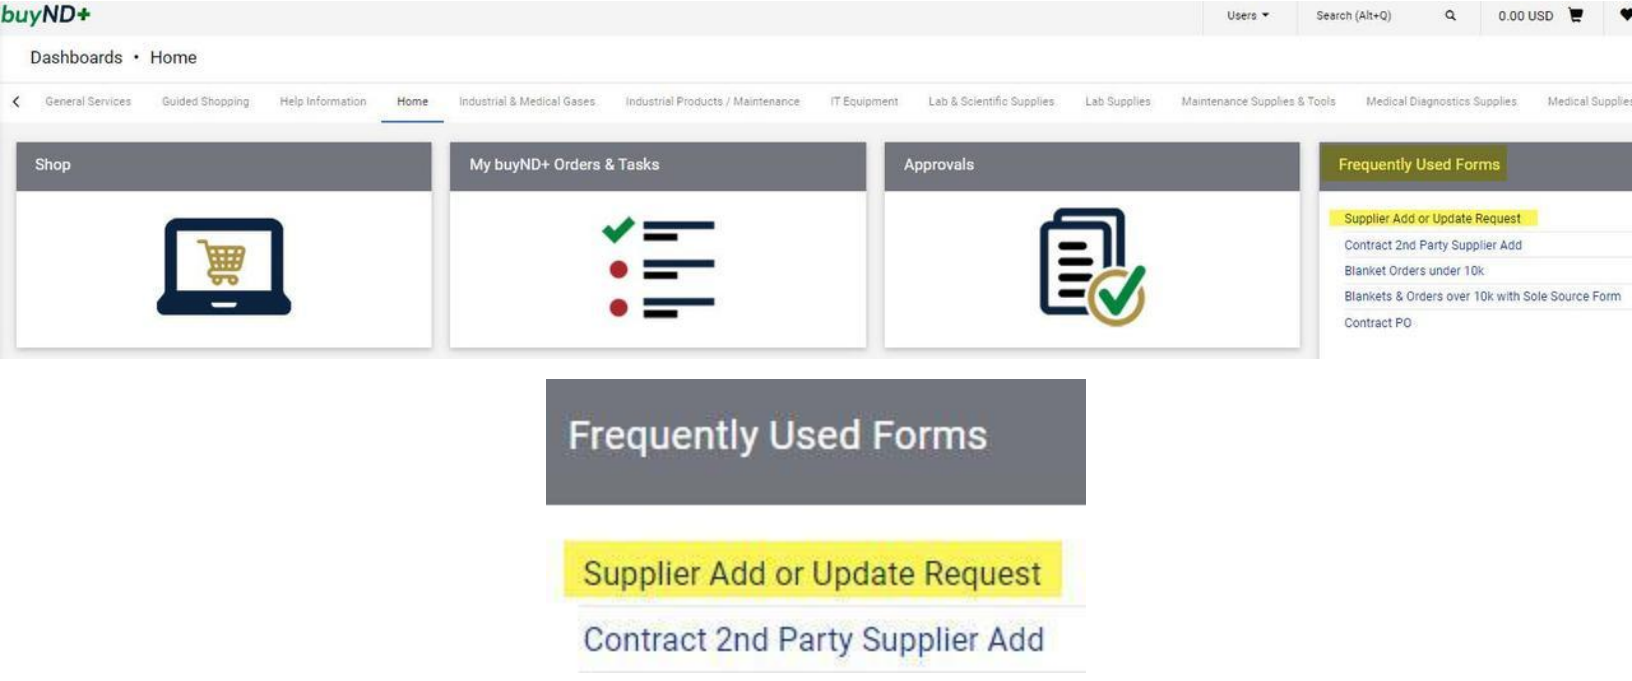 buyND+
Users
Search (Alt+Q)
0.00 USD
Dashboards • Home
General Services Guided Shopping Help Information Home Industrial & Medical Gases Industrial Products / Maintenance IT Equipment Lab & Scientific Supplies Lab Supplies Maintenance Supplies & Tools Medical Diagnostics Supplies Medical Supplies
Shop
My buyND+ Orders & Tasks
Approvals
Frequently Used Forms
Supplier Add or Update Request
Contract 2nd Party Supplier Add
Blanket Orders under 10k
Blankets & Orders over 10k with Sole Source Form
Contract PO
Frequently Used Forms
Supplier Add or Update Request
Contract 2nd Party Supplier Add